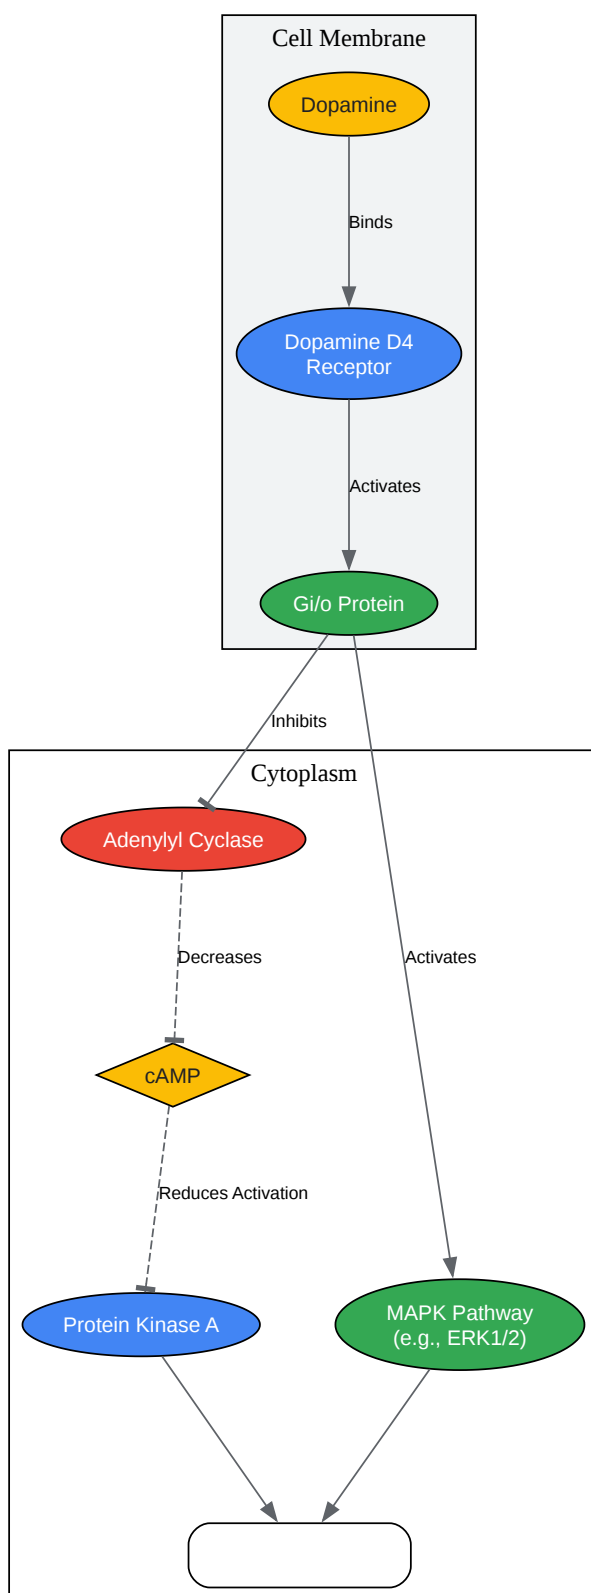 Cell Membrane
Dopamine
Binds
Dopamine D4
Receptor
Activates
Gi/o Protein
Inhibits
Cytoplasm
Adenylyl Cyclase
Decreases
Activates
cAMP
Reduces Activation
Protein Kinase A
MAPK Pathway
(e.g., ERK1/2)